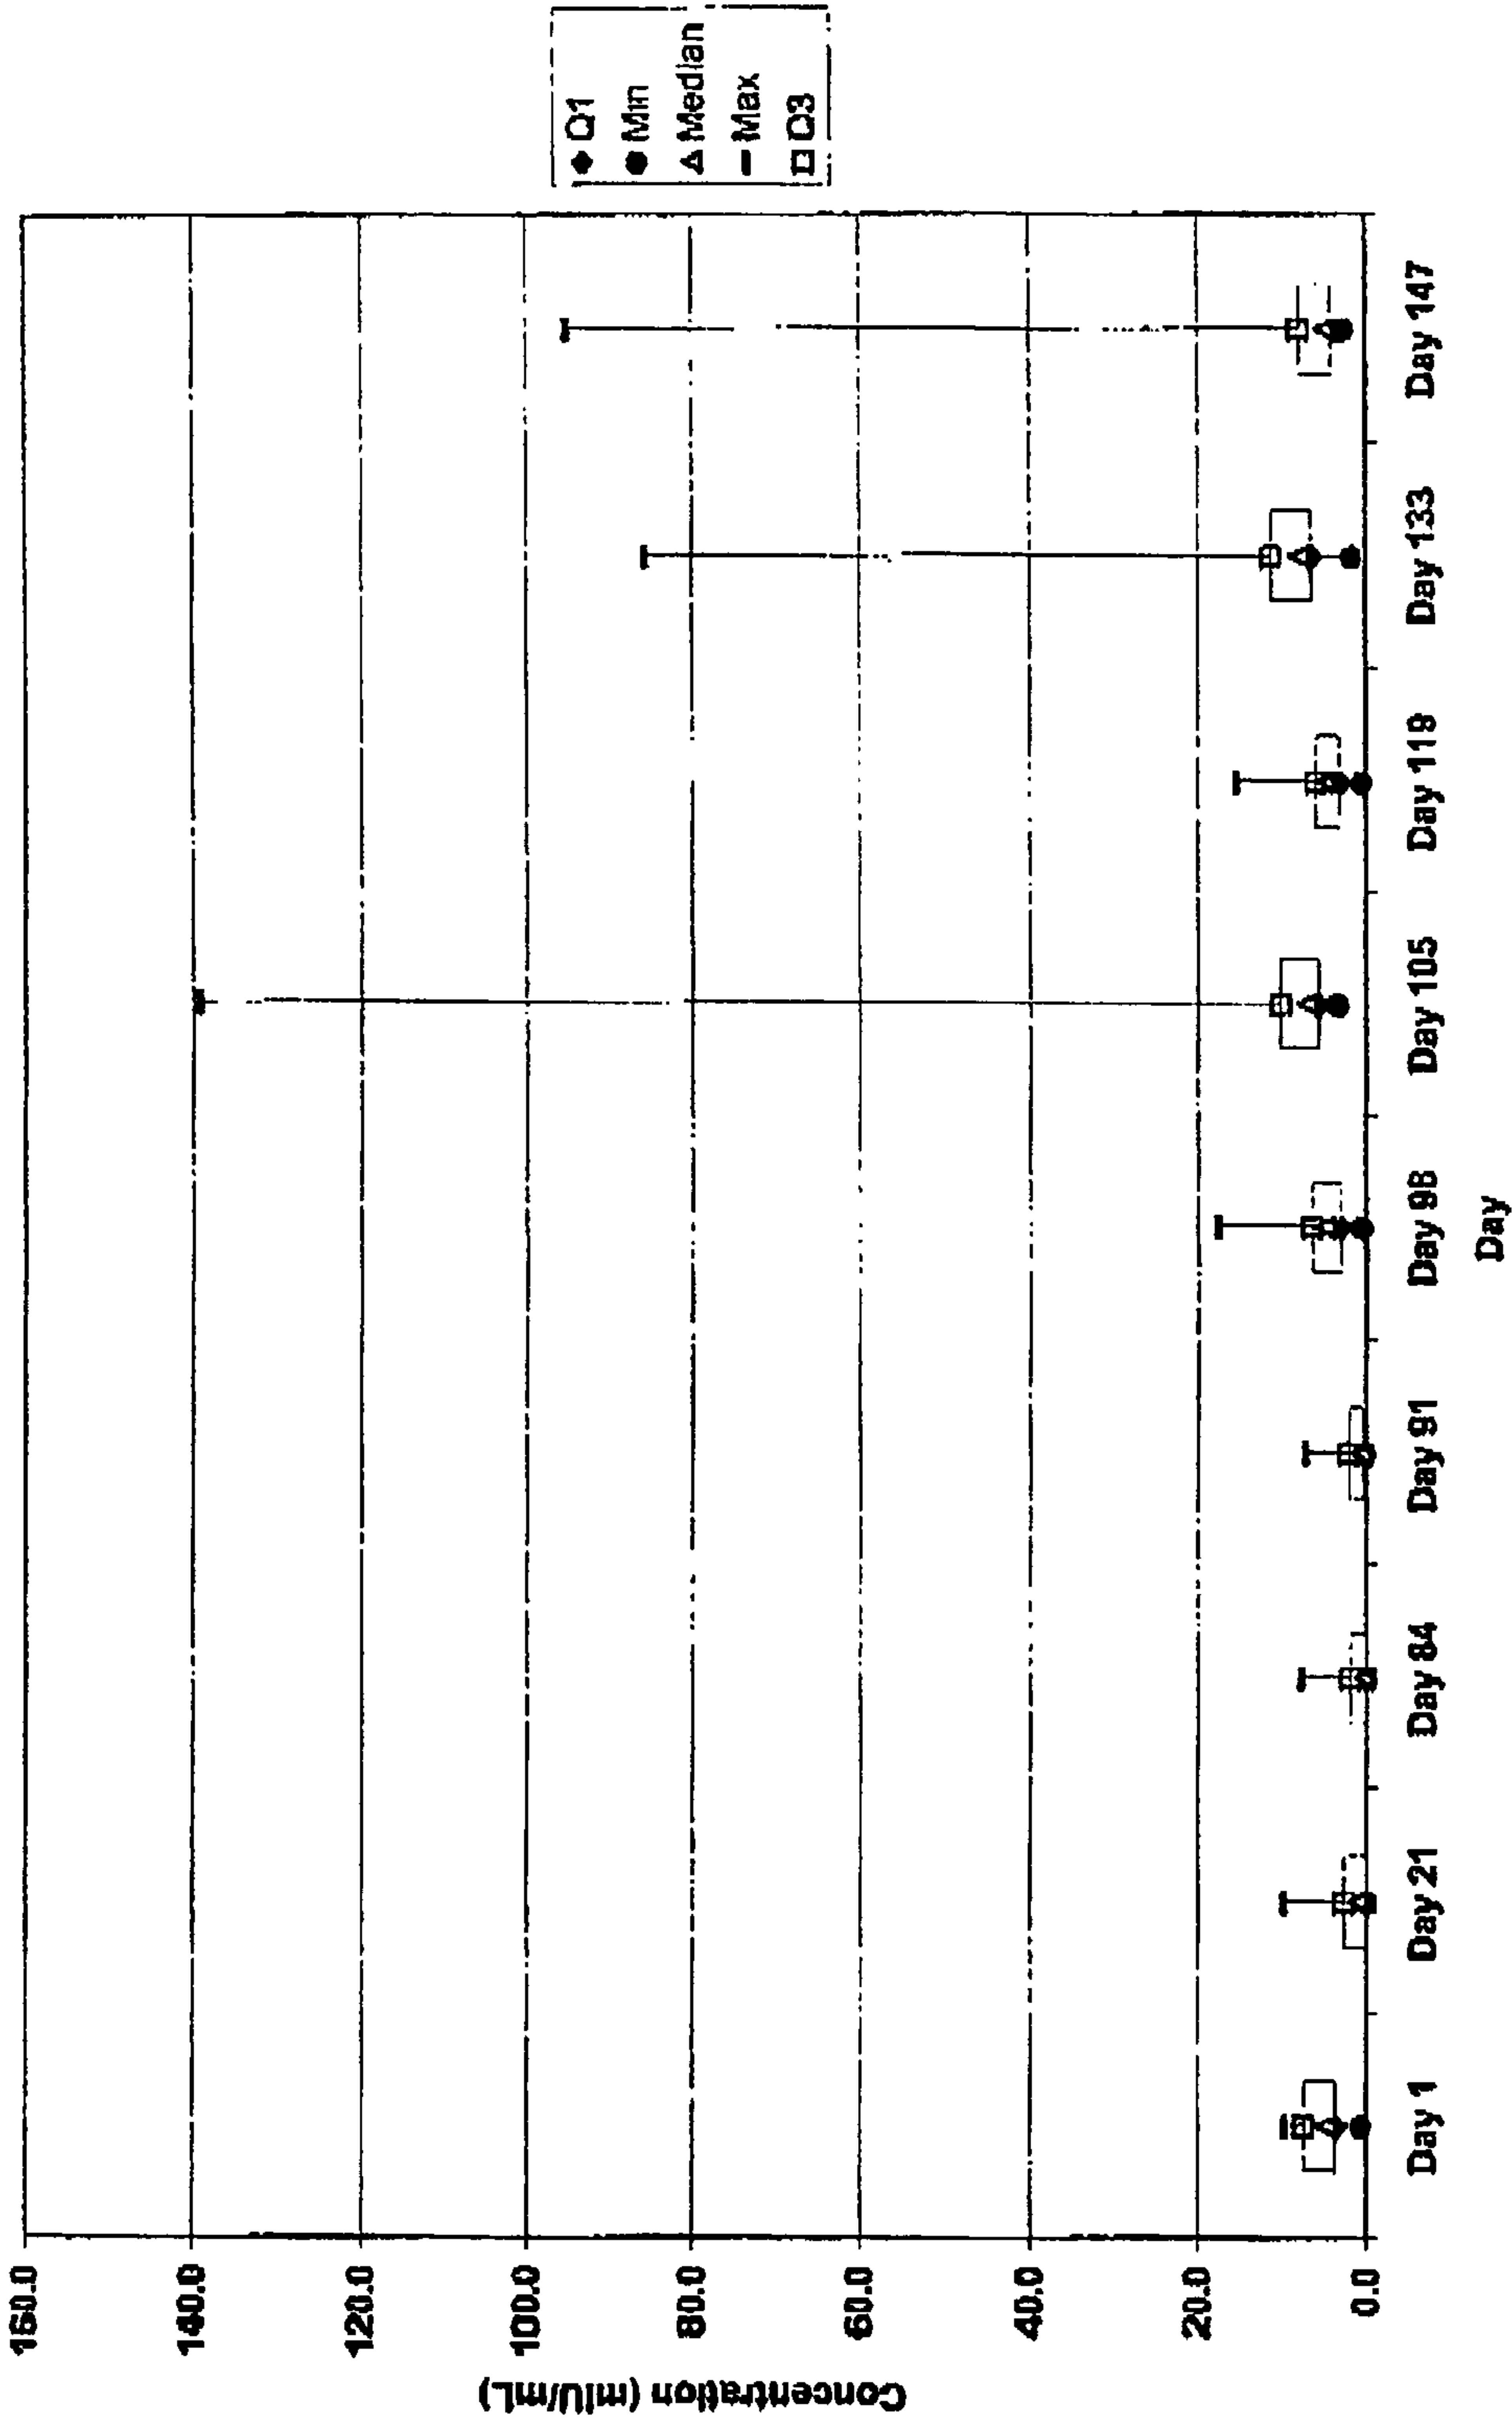 160.0
140.0
120.0
100.0
80.0
60.0
40.0
20.0
0.0
Concentration (mIU/mL)
Day 1
Day 21
Day 84
Day 91
Day 98
Day 105
Day 119
Day 133
Day 147
Day
Q1
Min
Median
Max
Q3